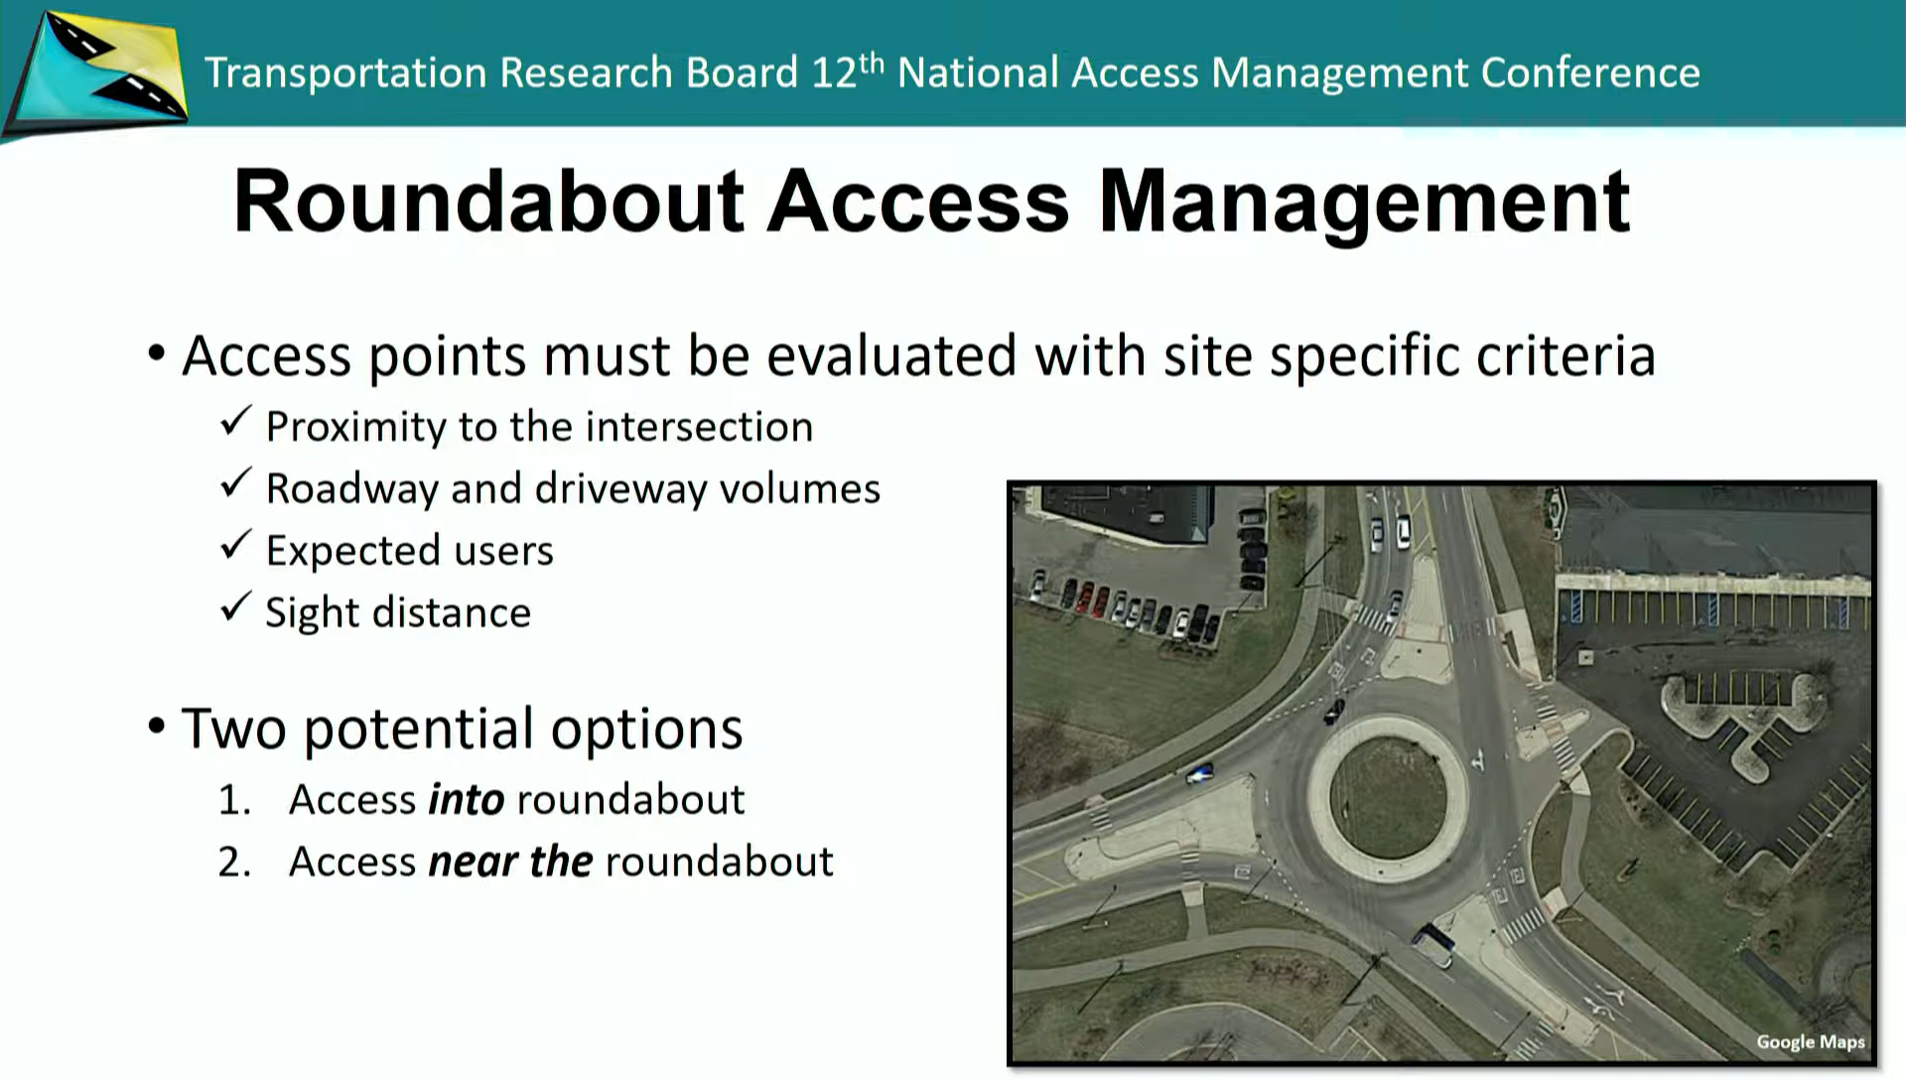 Transportation Research Board 12th National Access Management Conference
Roundabout Access Management
• Access points must be evaluated with site specific criteria
✓ Proximity to the intersection
✓ Roadway and driveway volumes
✓ Expected users
✓ Sight distance
• Two potential options
1. Access into roundabout
2. Access near the roundabout
Google Maps